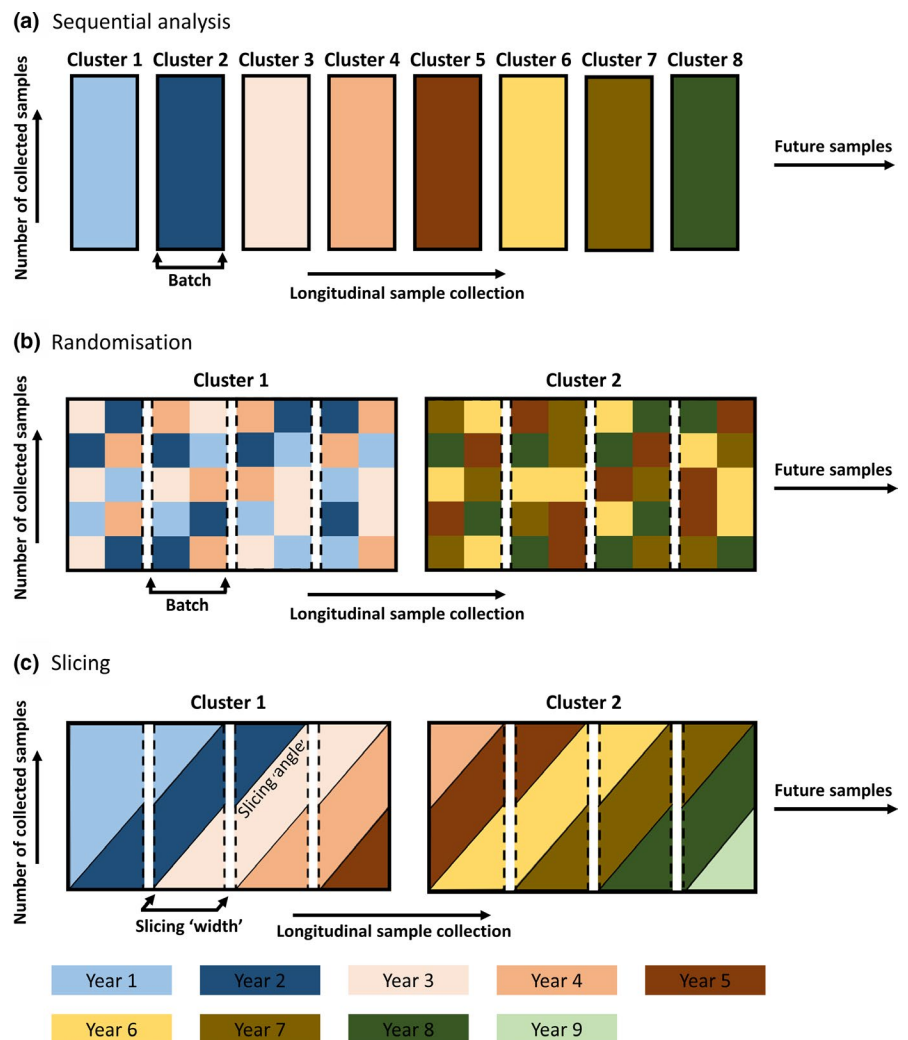 (a) Sequential analysis
Cluster 1 Cluster 2 Cluster 3 Cluster 4 Cluster 5 Cluster 6 Cluster 7 Cluster 8
Number of collected samples
Future samples
Batch
Longitudinal sample collection
(b) Randomisation
Cluster 1 Cluster 2
Number of collected samples
Future samples
Batch
Longitudinal sample collection
(c) Slicing
Cluster 1 Cluster 2
Number of collected samples
Slicing 'angle'
Future samples
Slicing 'width'
Longitudinal sample collection
Year 1 Year 2 Year 3 Year 4 Year 5
Year 6 Year 7 Year 8 Year 9